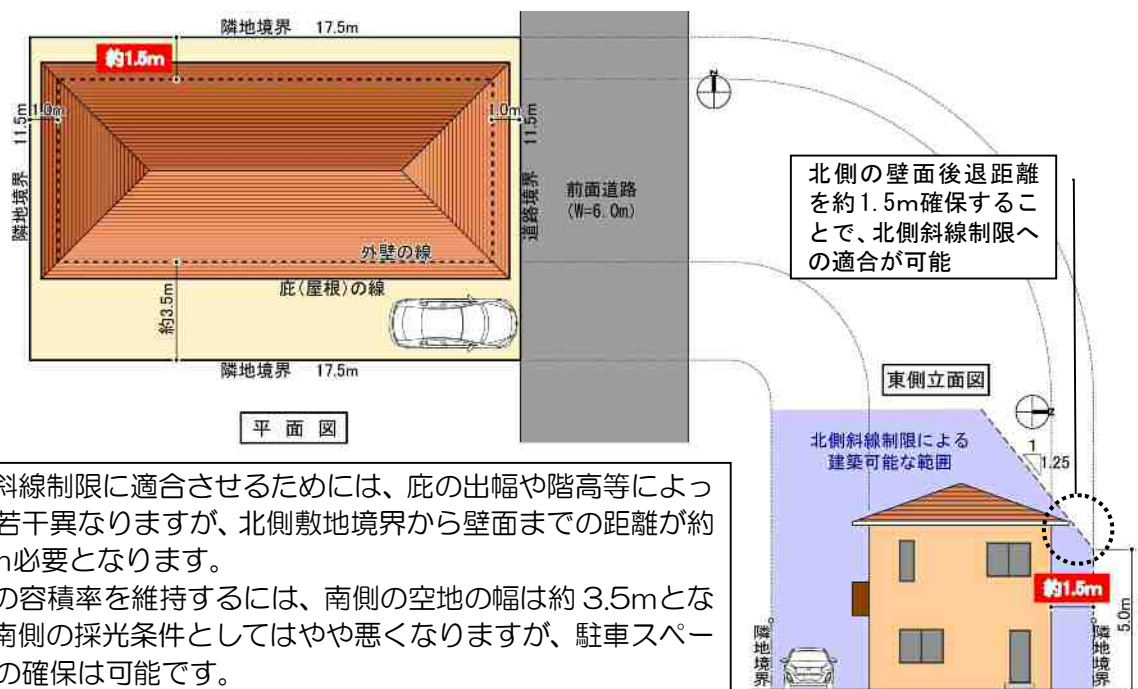 隣地境界 17.5m
約1.5m
1.0m
1.0m
11.5m
隣地境界
11.5m
道路境界
前面道路
(W=6.0m)
外壁の線
庇(屋根)の線
約3.5m
隣地境界 17.5m
平面図
北側の壁面後退距離
を約1.5m確保するこ
とで、北側斜線制限へ
の適合が可能
東側立面図
北側斜線制限による
建築可能な範囲
1
1.25
約1.5m
5.0m
隣地境界
隣地境界
斜線制限に適合させるためには、庇の出幅や階高等によっ
若干異なりますが、北側敷地境界から壁面までの距離が約
m必要となります。
の容積率を維持するには、南側の空地の幅は約3.5mとな
南側の採光条件としてはやや悪くなりますが、駐車スペー
の確保は可能です。